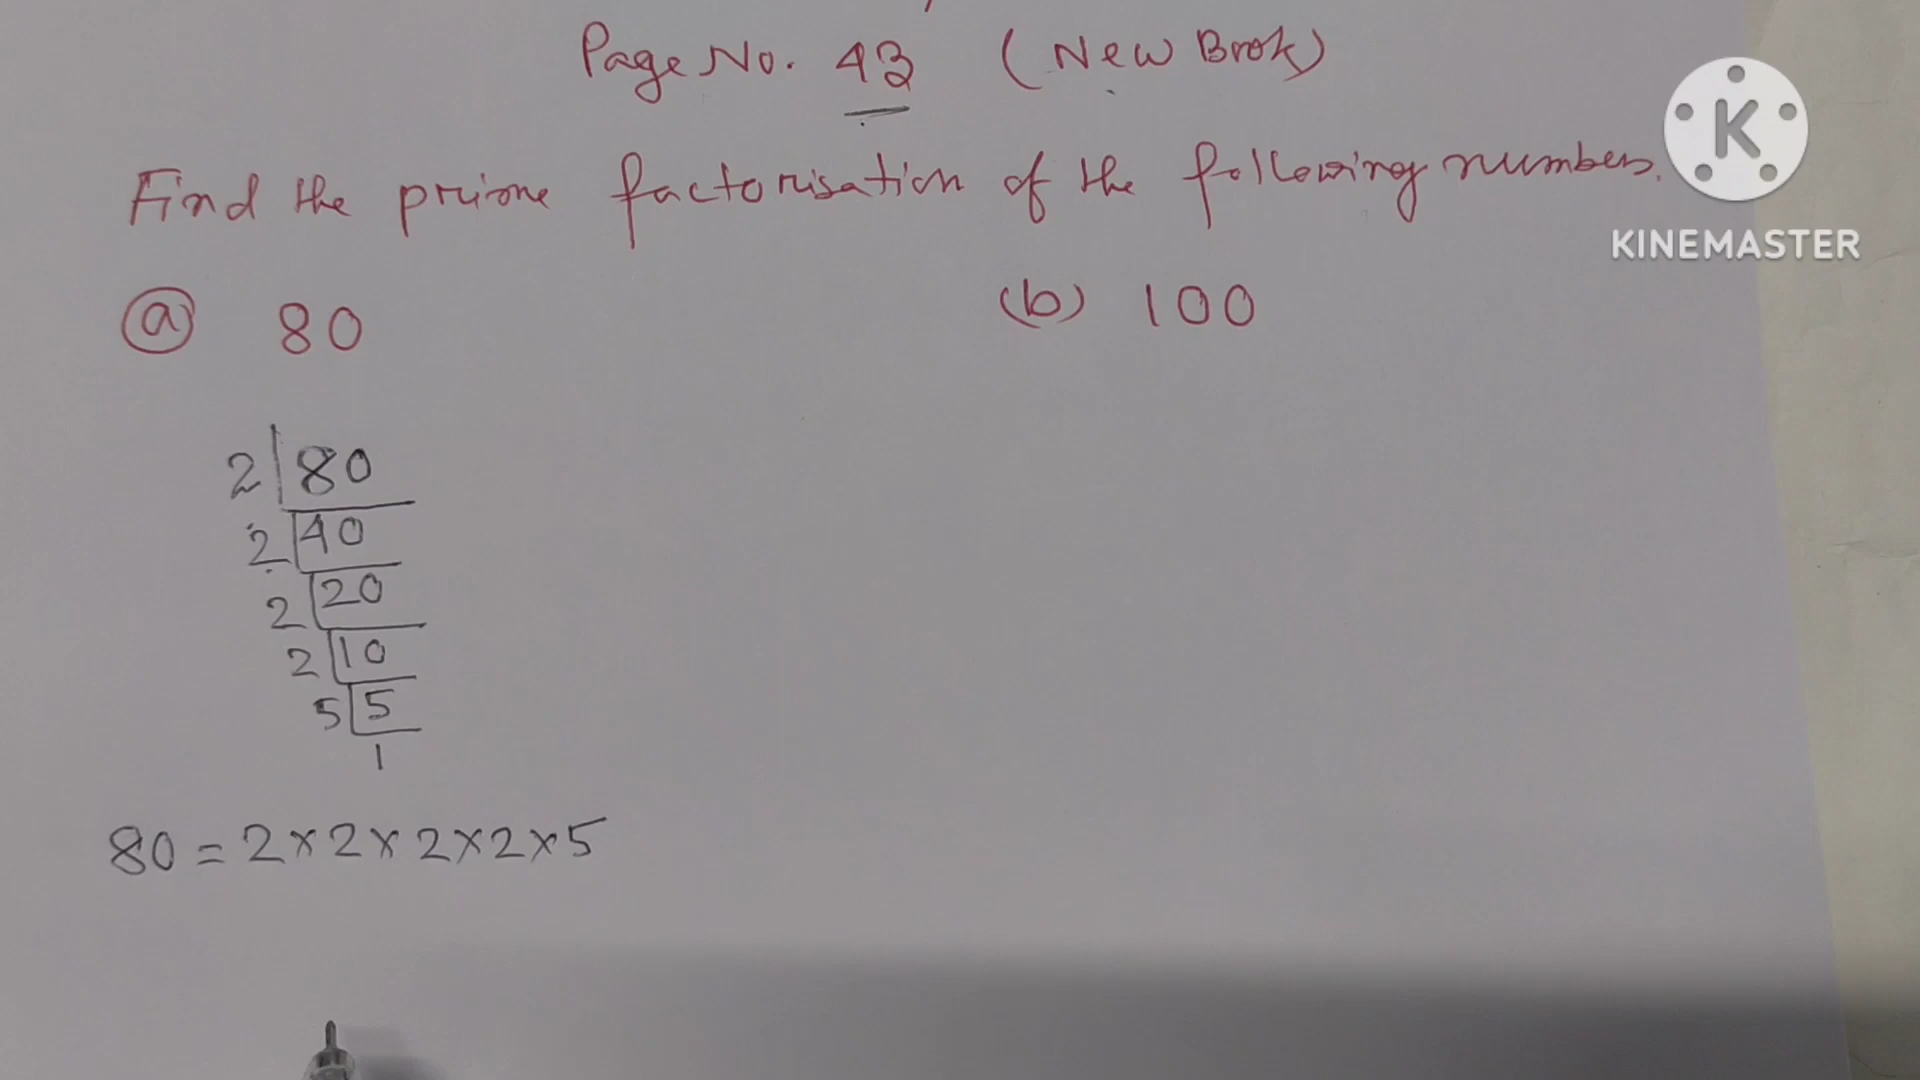 Page No. 43 (New Book)
Find the prime factorisation of the following numbers.
(a) 80
(b) 100
2 | 80
2 | 40
2 | 20
2 | 10
5 | 5
1
80 = 2 × 2 × 2 × 2 × 5
K
KINEMASTER